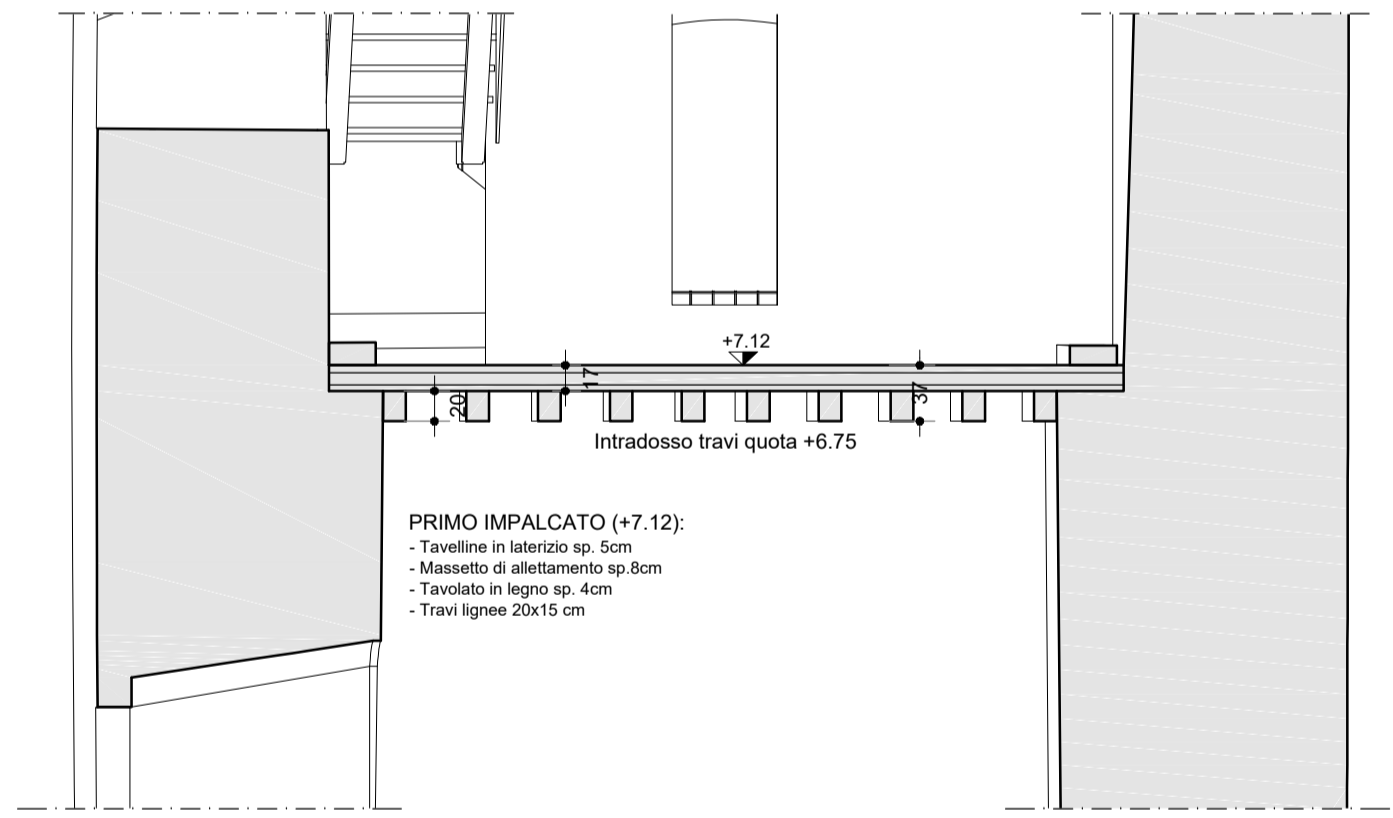 +7.12
17
20
37
Intradosso travi quota +6.75
PRIMO IMPALCATO (+7.12):
- Tavelline in laterizio sp. 5cm
- Massetto di allettamento sp.8cm
- Tavolato in legno sp. 4cm
- Travi lignee 20x15 cm